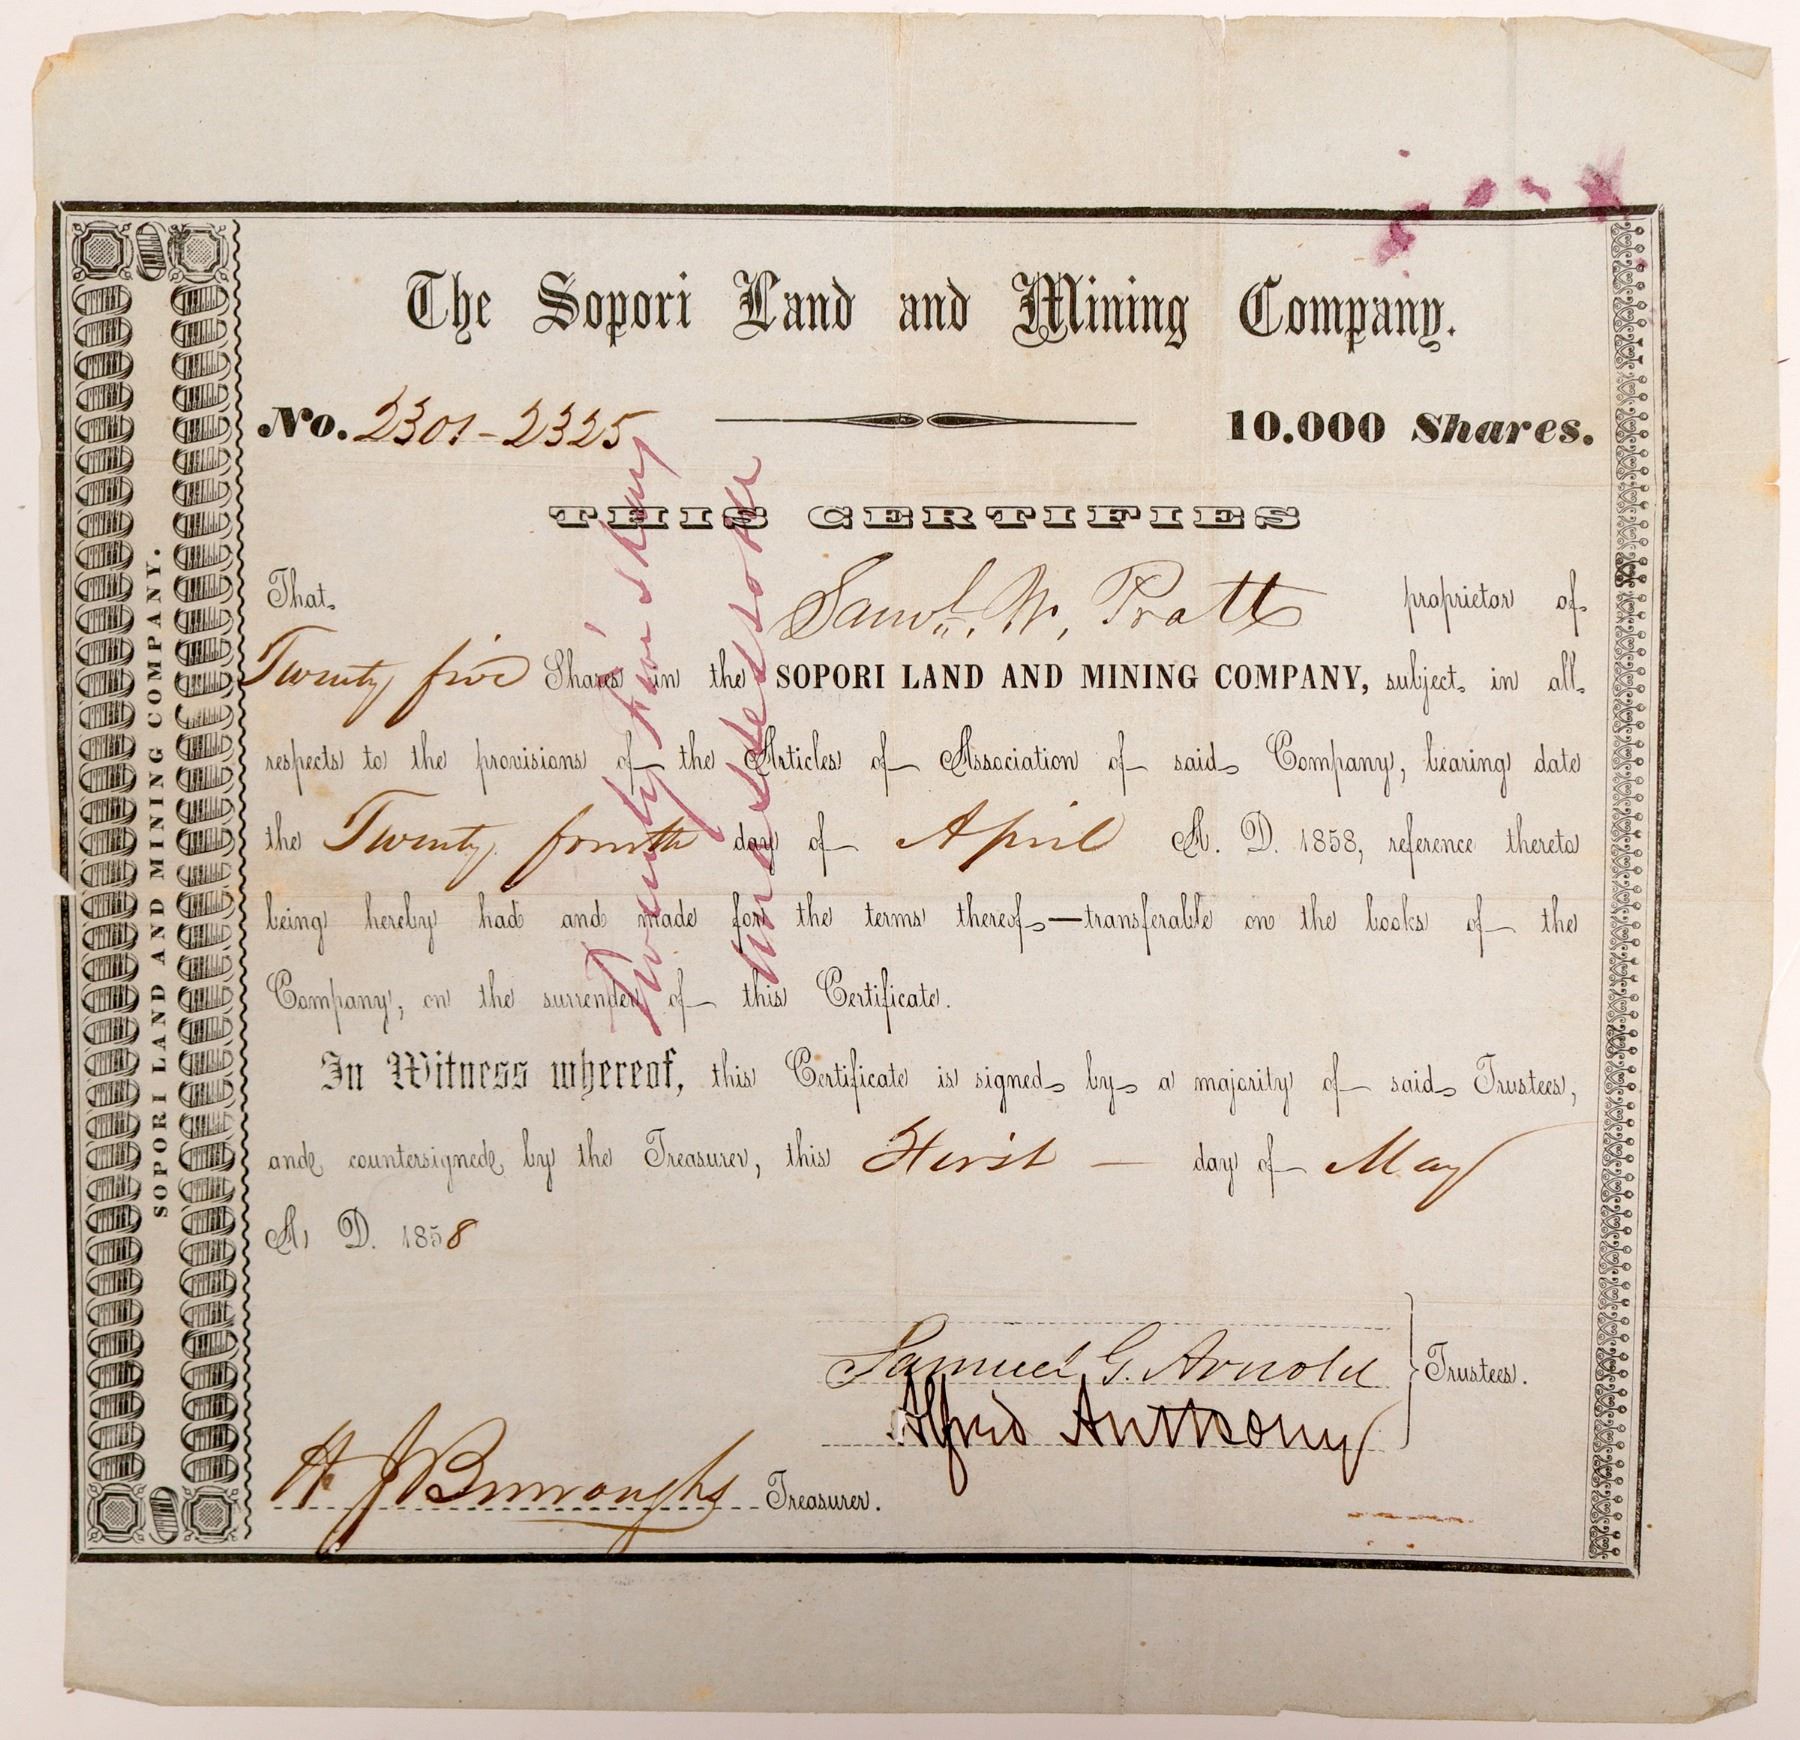 The Sopori Land and Mining Company.
No. 2301-2325
10.000 Shares.
THIS CERTIFIES
That Saml. W. Pratt proprietor of
Twenty five Shares in the SOPORI LAND AND MINING COMPANY, subject in all
respects to the provisions of the Articles of Association of said Company, bearing date
the Twenty fourth day of April A. D. 1858, reference thereto
being hereby had and made for the terms thereof—transferable on the books of the
Company, on the surrender of this Certificate.
In Witness whereof, this Certificate is signed by a majority of said Trustees,
and countersigned by the Treasurer, this First — day of May
A. D. 1858
Samuel G. Arnold
Alfred Anthony
Trustees.
H. J. Burroughs Treasurer.
SOPORI LAND AND MINING COMPANY.
Twenty five shares